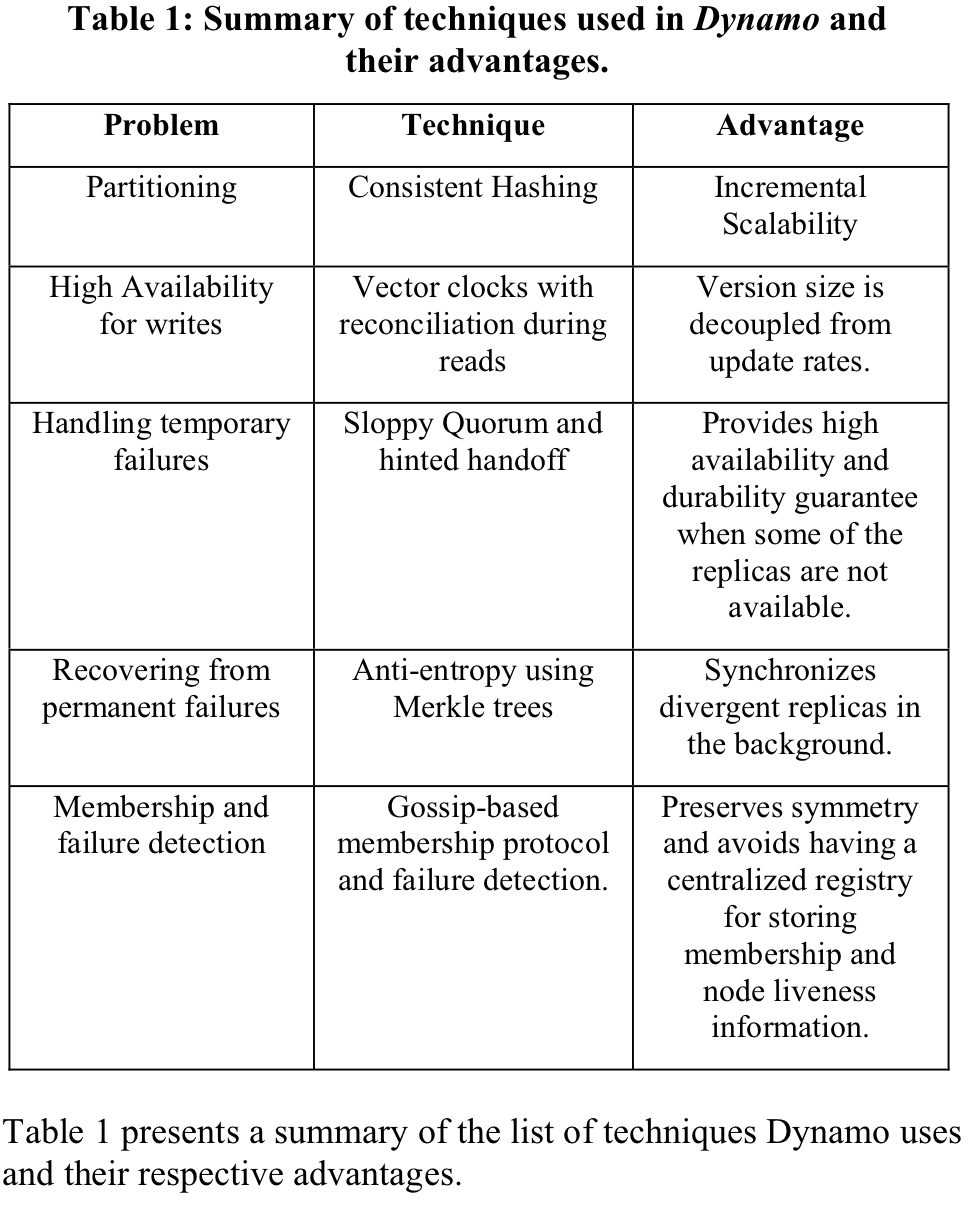 Table 1: Summary of techniques used in Dynamo and
their advantages.
Problem
Technique
Advantage
Partitioning
Consistent Hashing
Incremental
Scalability
High Availability
for writes
Vector clocks with
reconciliation during
reads
Version size is
decoupled from
update rates.
Handling temporary
failures
Sloppy Quorum and
hinted handoff
Provides high
availability and
durability guarantee
when some of the
replicas are not
available.
Recovering from
permanent failures
Anti-entropy using
Merkle trees
Synchronizes
divergent replicas in
the background.
Membership and
failure detection
Gossip-based
membership protocol
and failure detection.
Preserves symmetry
and avoids having a
centralized registry
for storing
membership and
node liveness
information.
Table 1 presents a summary of the list of techniques Dynamo uses
and their respective advantages.